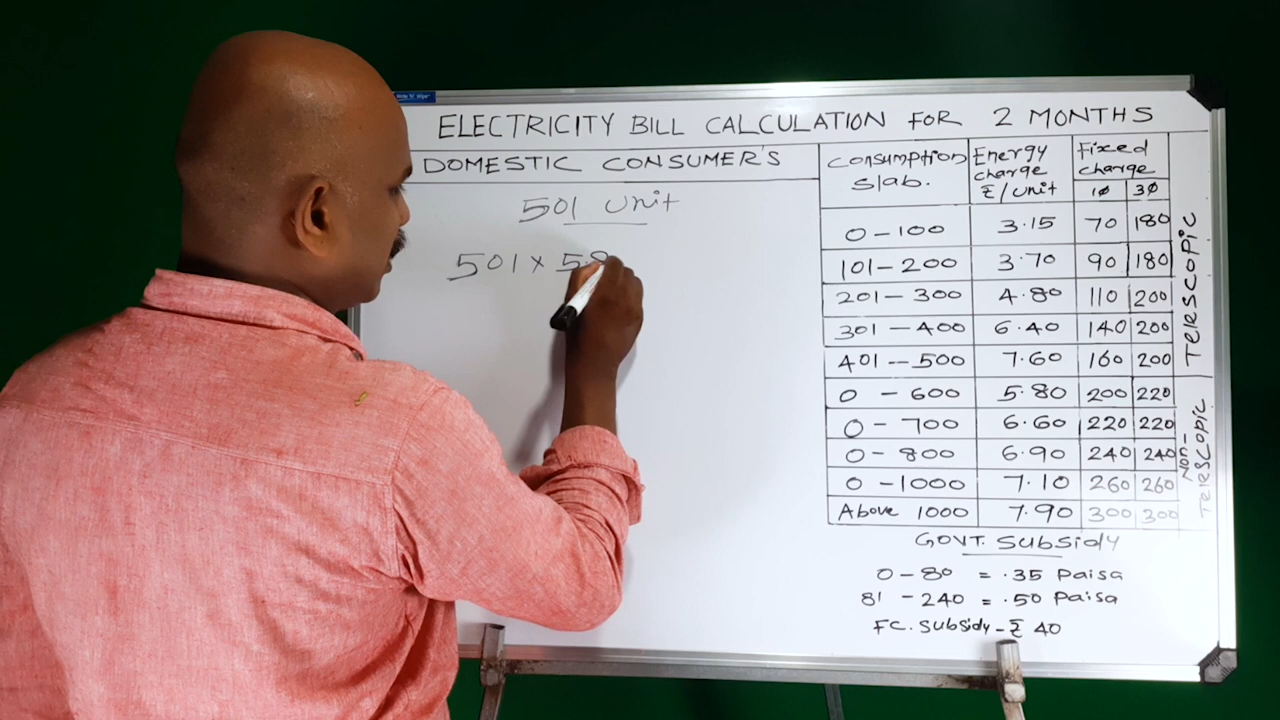 Write 'N' Wipe
ELECTRICITY BILL CALCULATION FOR 2 MONTHS
DOMESTIC CONSUMER'S
501 Unit
501 × 5.8
Consumption Slab. Energy charge ₹/Unit Fixed charge 1Φ 3Φ
0-100 3.15 70 180
101-200 3.70 90 180
201-300 4.80 110 200
301-400 6.40 140 200
401-500 7.60 160 200
0-600 5.80 200 220
0-700 6.60 220 220
0-800 6.90 240 240
0-1000 7.10 260 260
Above 1000 7.90 300 300
TELESCOPIC
NON-TELESCOPIC
GOVT. SUBSIDY
0-80 = .35 Paisa
81-240 = .50 Paisa
FC. Subsidy - ₹ 40